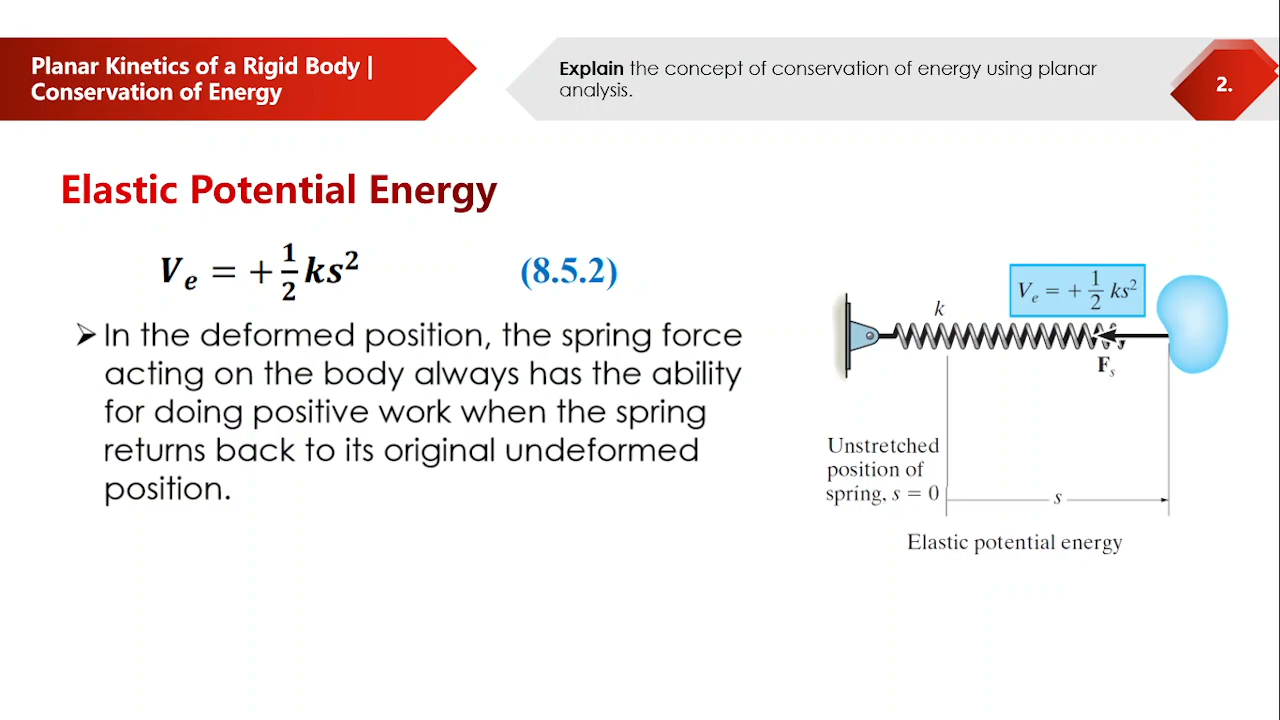 Planar Kinetics of a Rigid Body |
Conservation of Energy
Explain the concept of conservation of energy using planar
analysis.
2.
Elastic Potential Energy
𝑽ₑ = +½𝒌𝒔² (8.5.2)
➢ In the deformed position, the spring force
acting on the body always has the ability
for doing positive work when the spring
returns back to its original undeformed
position.
Vₑ = + ½ ks²
k
Fₛ
Unstretched
position of
spring, s = 0
s
Elastic potential energy